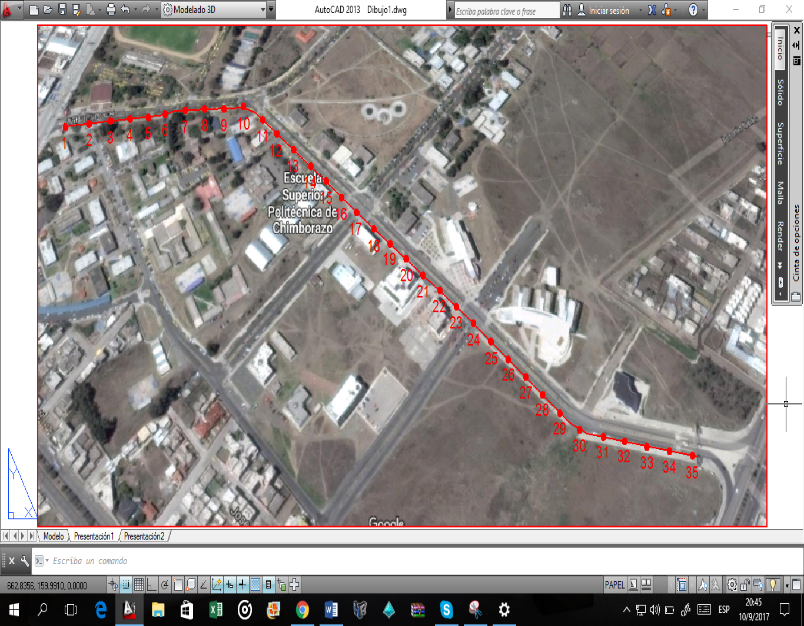 Modelado 3D
AutoCAD 2013 Dibujo1.dwg
Escriba palabra clave o frase
Iniciar sesión
Inicio
Sólido
Superficie
Malla
Render
Cinta de opciones
1 2 3 4 5 6 7 8 9 10
11
12
13
14
15
16
17
18
19
20
21
22
23
24
25
26
27
28
29
30 31 32 33 34 35
Escuela
Superior
Politécnica de
Chimborazo
Google
Y
X
Modelo Presentación1 Presentación2
Escriba un comando
662.8356, 159.9910, 0.0000
PAPEL
ESP
20:45
10/9/2017